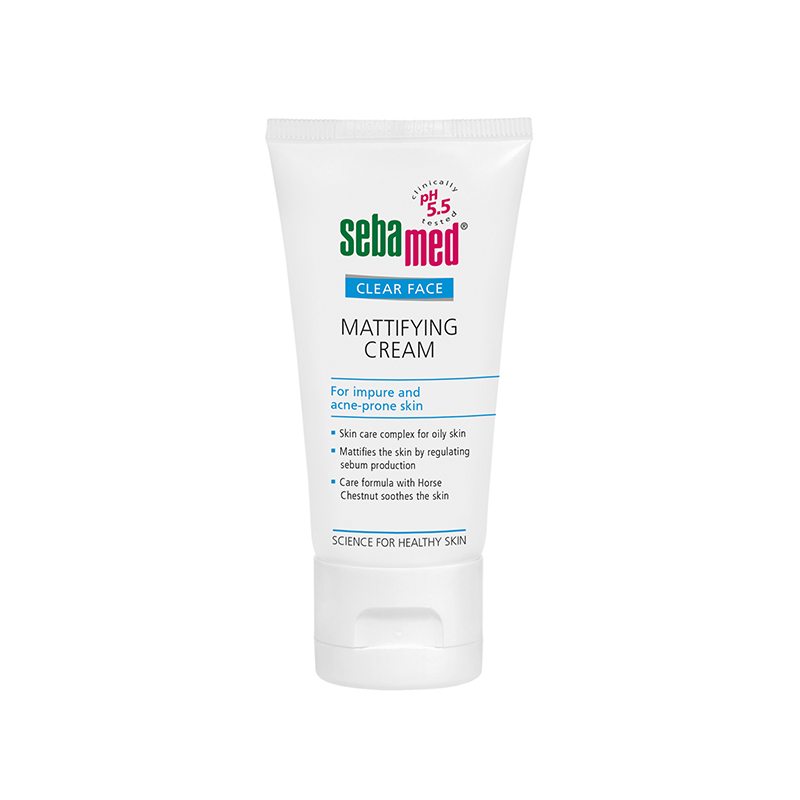 clinically
pH
5.5
tested
sebamed®
CLEAR FACE
MATTIFYING
CREAM
For impure and
acne-prone skin
▪ Skin care complex for oily skin
▪ Mattifies the skin by regulating
sebum production
▪ Care formula with Horse
Chestnut soothes the skin
SCIENCE FOR HEALTHY SKIN